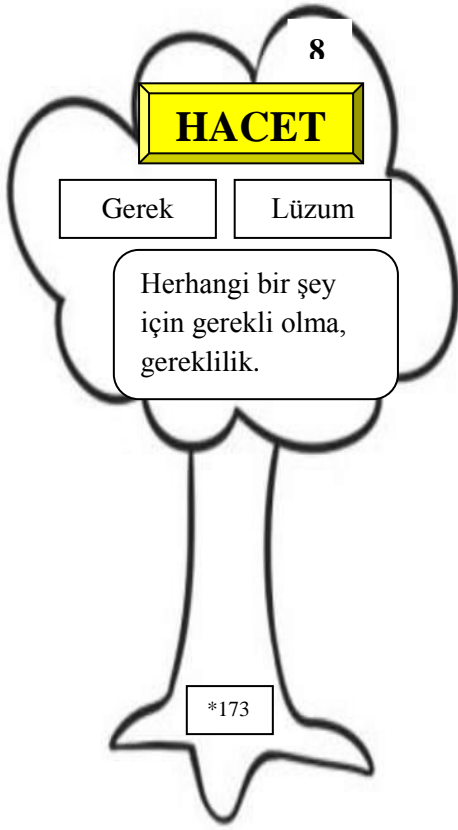 8
HACET
Gerek Lüzum
Herhangi bir şey
için gerekli olma,
gereklilik.
*173